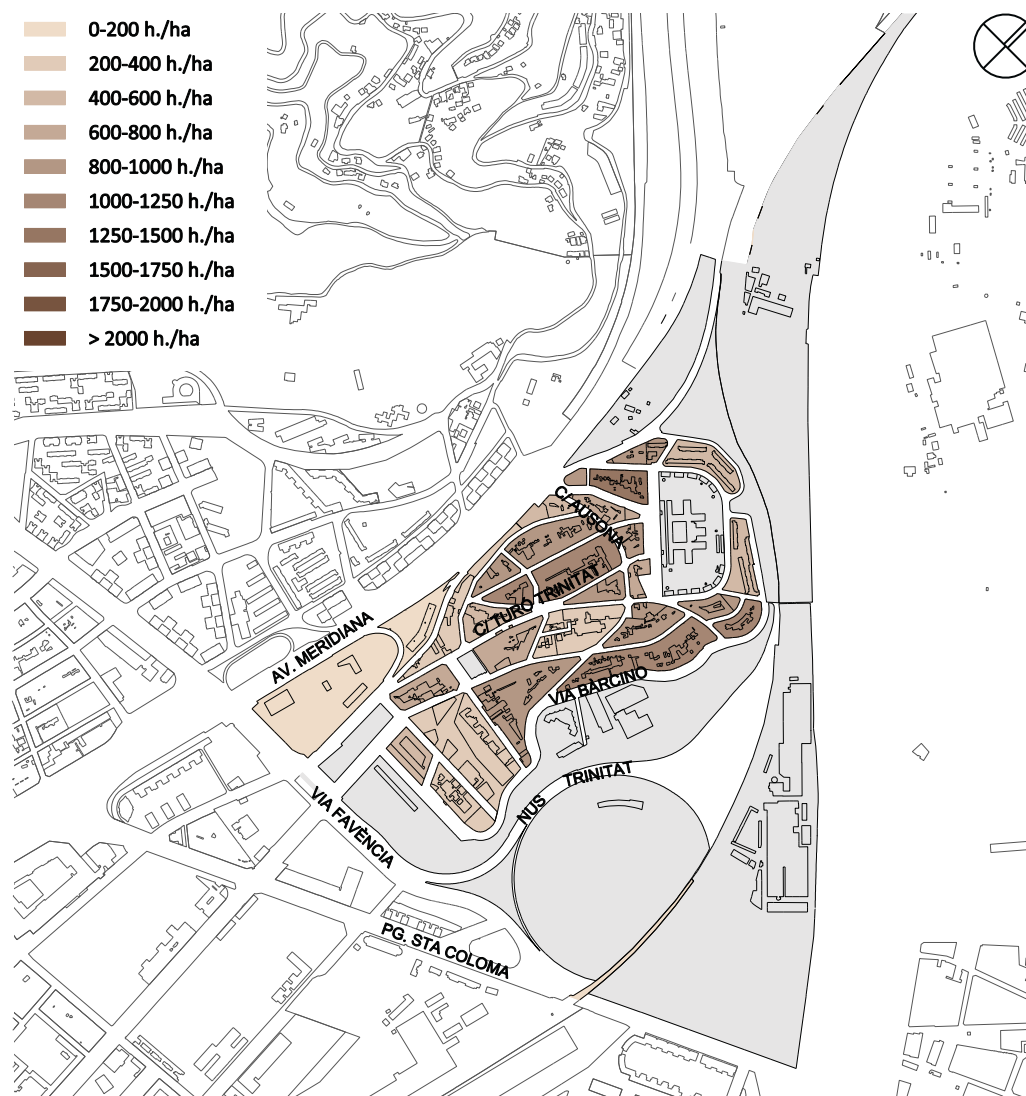 0-200 h./ha
200-400 h./ha
400-600 h./ha
600-800 h./ha
800-1000 h./ha
1000-1250 h./ha
1250-1500 h./ha
1500-1750 h./ha
1750-2000 h./ha
> 2000 h./ha
C/ AUSONA
C/ TURÓ TRINITAT
AV. MERIDIANA
VIA BÀRCINO
NUS TRINITAT
VIA FAVÈNCIA
PG. STA COLOMA